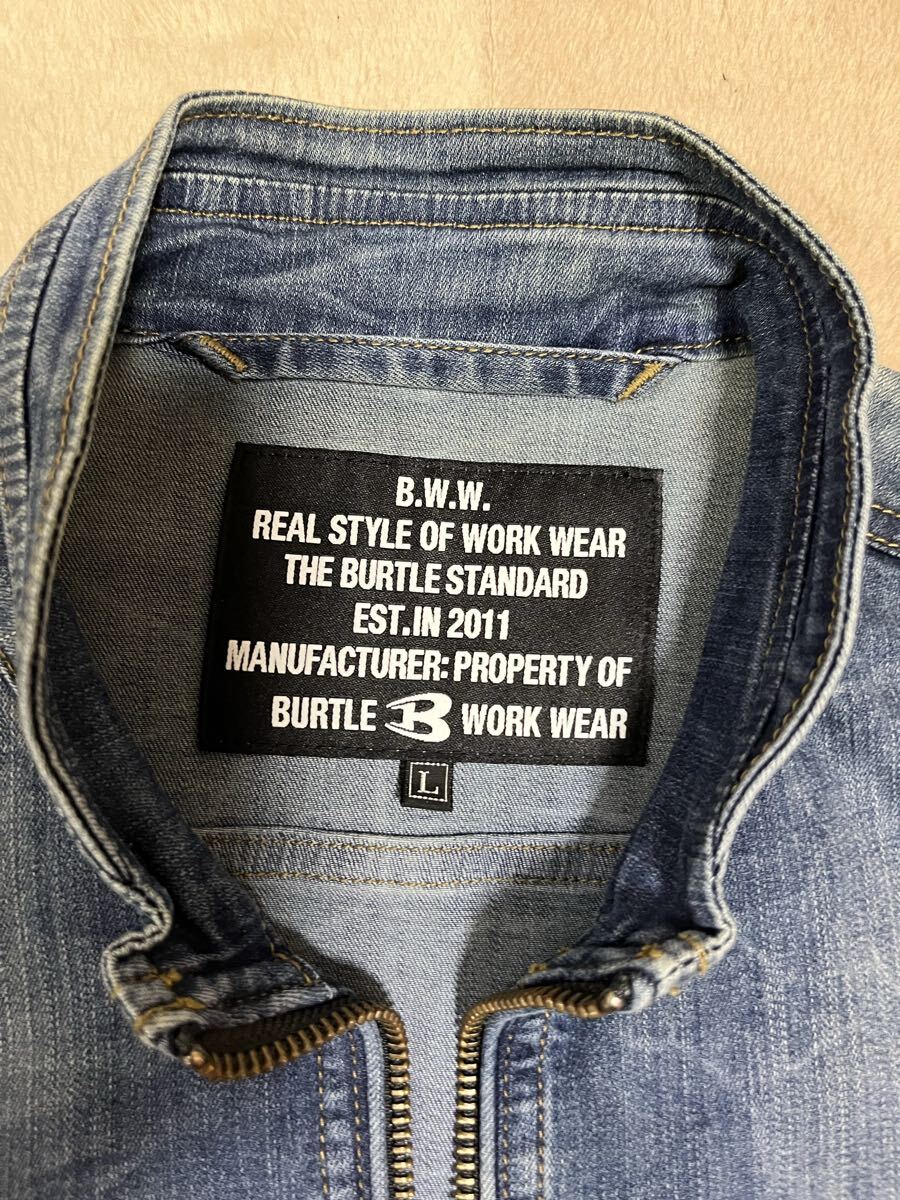 B.W.W.
REAL STYLE OF WORK WEAR
THE BURTLE STANDARD
EST.IN 2011
MANUFACTURER: PROPERTY OF
BURTLE B WORK WEAR
L